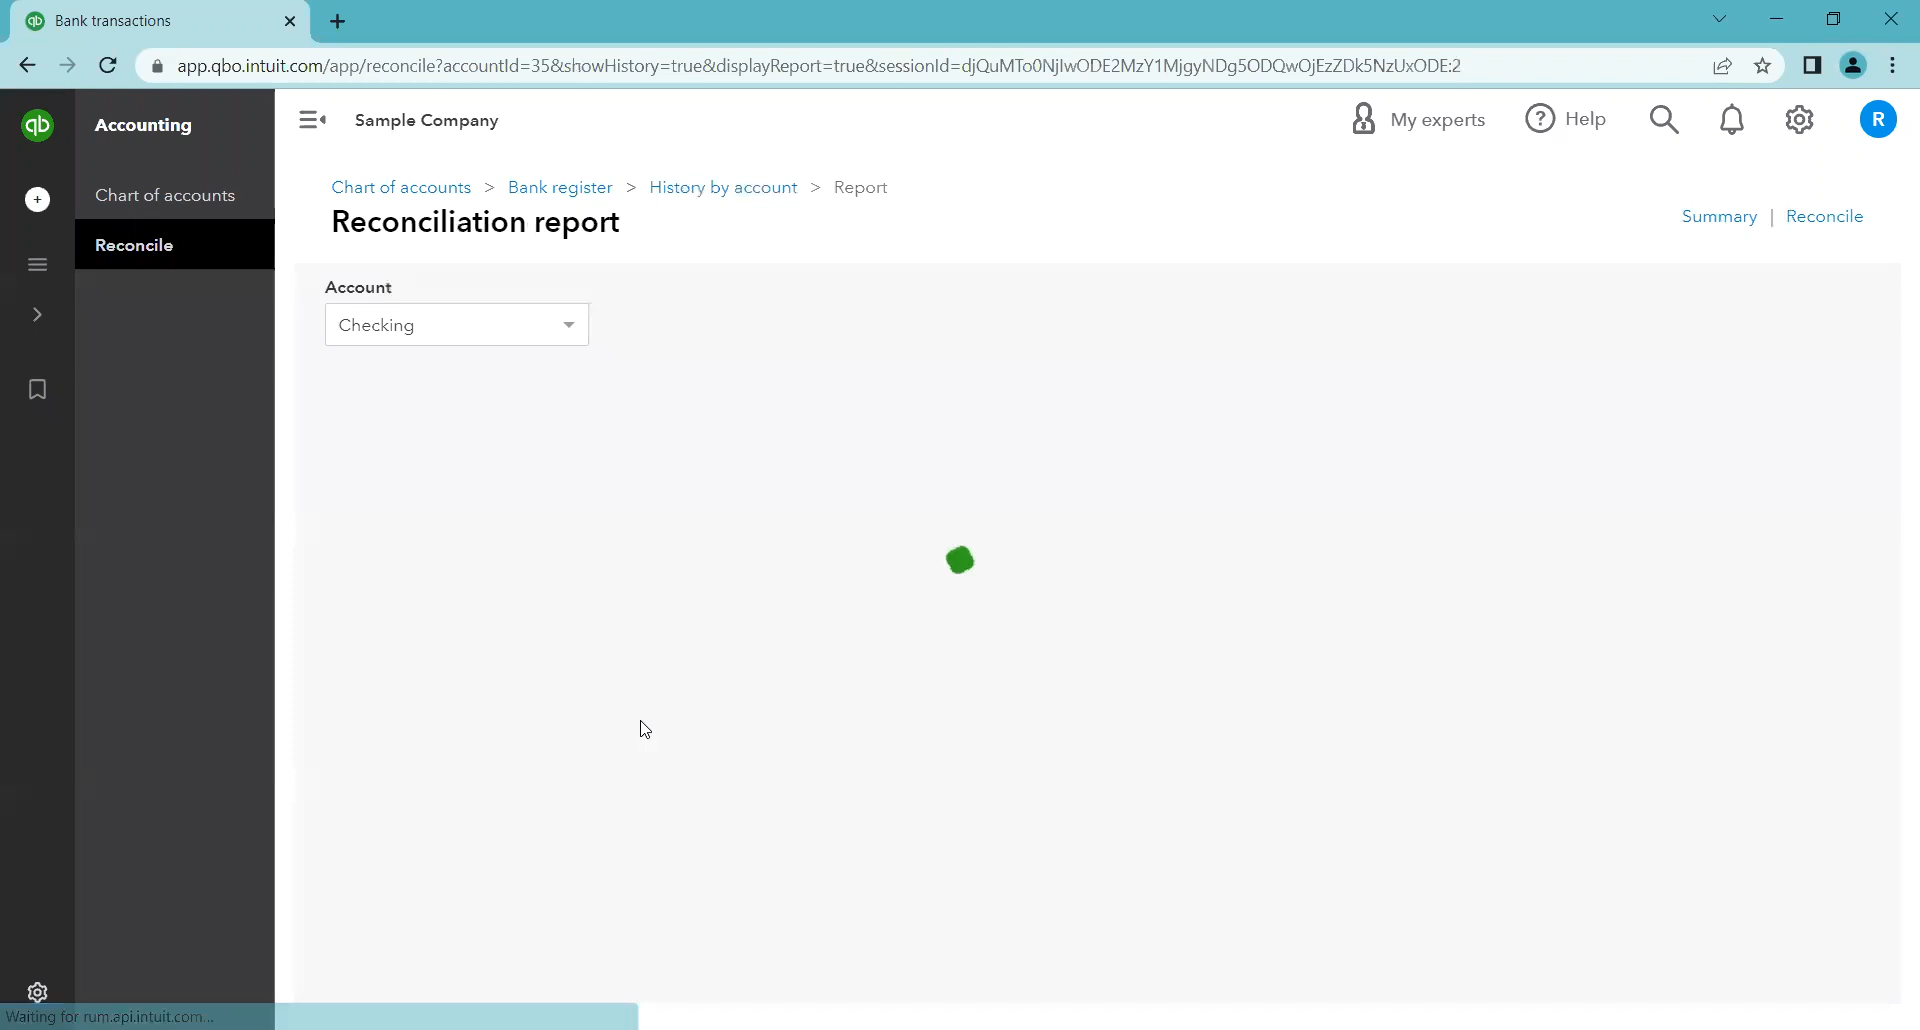 Bank transactions
app.qbo.intuit.com/app/reconcile?accountId=35&showHistory=true&displayReport=true&sessionId=djQuMTo0NjIwODE2MzY1MjgyNDg5ODQwOjEzZDk5NzUxODE:2
qb
Accounting
Sample Company
My experts
? Help
R
Chart of accounts
Reconcile
Chart of accounts > Bank register > History by account > Report
Reconciliation report
Summary | Reconcile
Account
Checking
Waiting for rum.api.intuit.com...